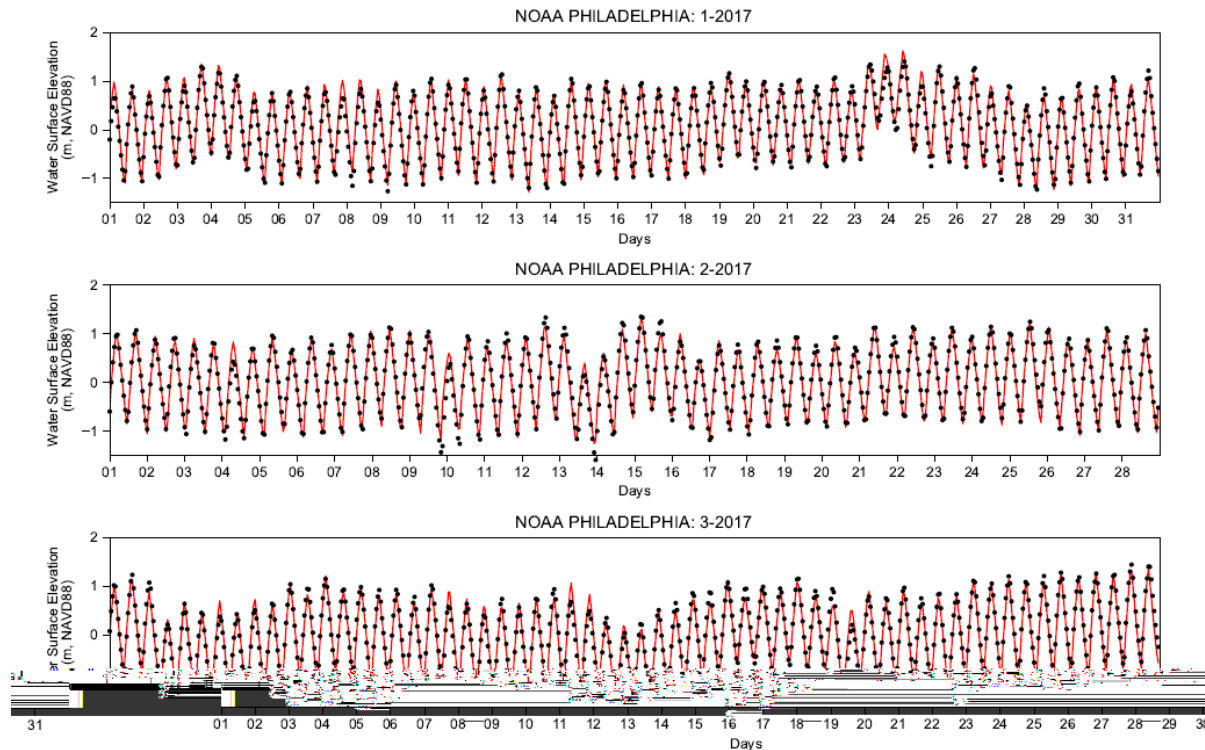 NOAA PHILADELPHIA: 1-2017
Water Surface Elevation
(m, NAVD88)
2
1
0
−1
01 02 03 04 05 06 07 08 09 10 11 12 13 14 15 16 17 18 19 20 21 22 23 24 25 26 27 28 29 30 31
Days
NOAA PHILADELPHIA: 2-2017
Water Surface Elevation
(m, NAVD88)
2
1
0
−1
01 02 03 04 05 06 07 08 09 10 11 12 13 14 15 16 17 18 19 20 21 22 23 24 25 26 27 28
Days
NOAA PHILADELPHIA: 3-2017
Surface Elevation
(m, NAVD88)
2
1
0
31 01 02 03 04 05 06 07 08 09 10 11 12 13 14 15 16 17 18 19 20 21 22 23 24 25 26 27 28 29
Days